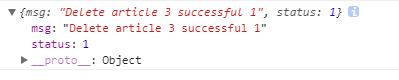 ▼ {msg: "Delete article 3 successful 1", status: 1} i
msg: "Delete article 3 successful 1"
status: 1
▶ __proto__: Object